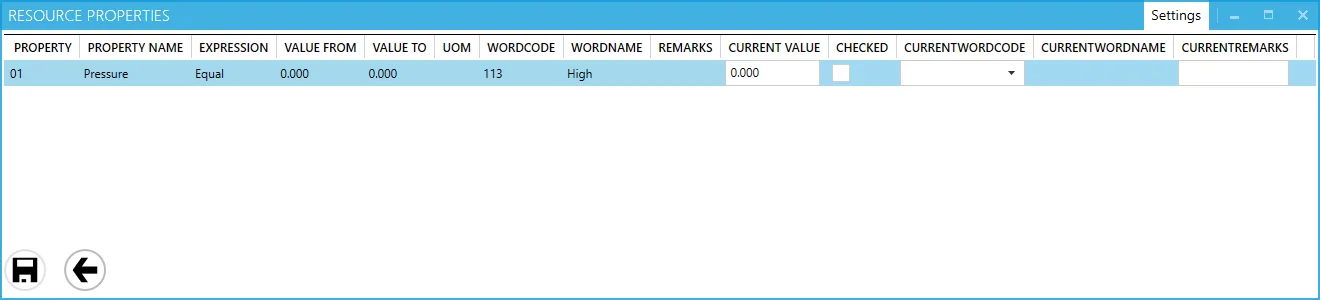 RESOURCE PROPERTIES Settings
PROPERTY PROPERTY NAME EXPRESSION VALUE FROM VALUE TO UOM WORDCODE WORDNAME REMARKS CURRENT VALUE CHECKED CURRENTWORDCODE CURRENTWORDNAME CURRENTREMARKS
01 Pressure Equal 0.000 0.000 113 High 0.000